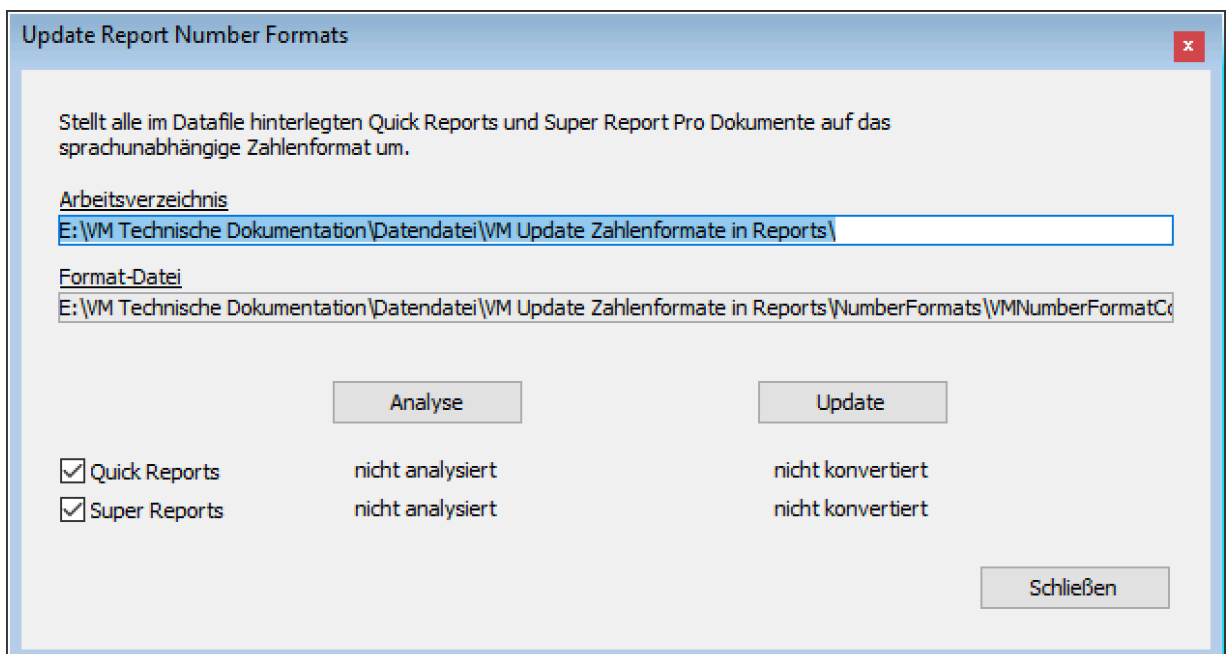 Update Report Number Formats
x
Stellt alle im Datafile hinterlegten Quick Reports und Super Report Pro Dokumente auf das
sprachunabhängige Zahlenformat um.
Arbeitsverzeichnis
E:\VM Technische Dokumentation\Datendatei\VM Update Zahlenformate in Reports\
Format-Datei
E:\VM Technische Dokumentation\Datendatei\VM Update Zahlenformate in Reports\NumberFormats\VMNumberFormatCo
Analyse Update
Quick Reports nicht analysiert nicht konvertiert
Super Reports nicht analysiert nicht konvertiert
Schließen